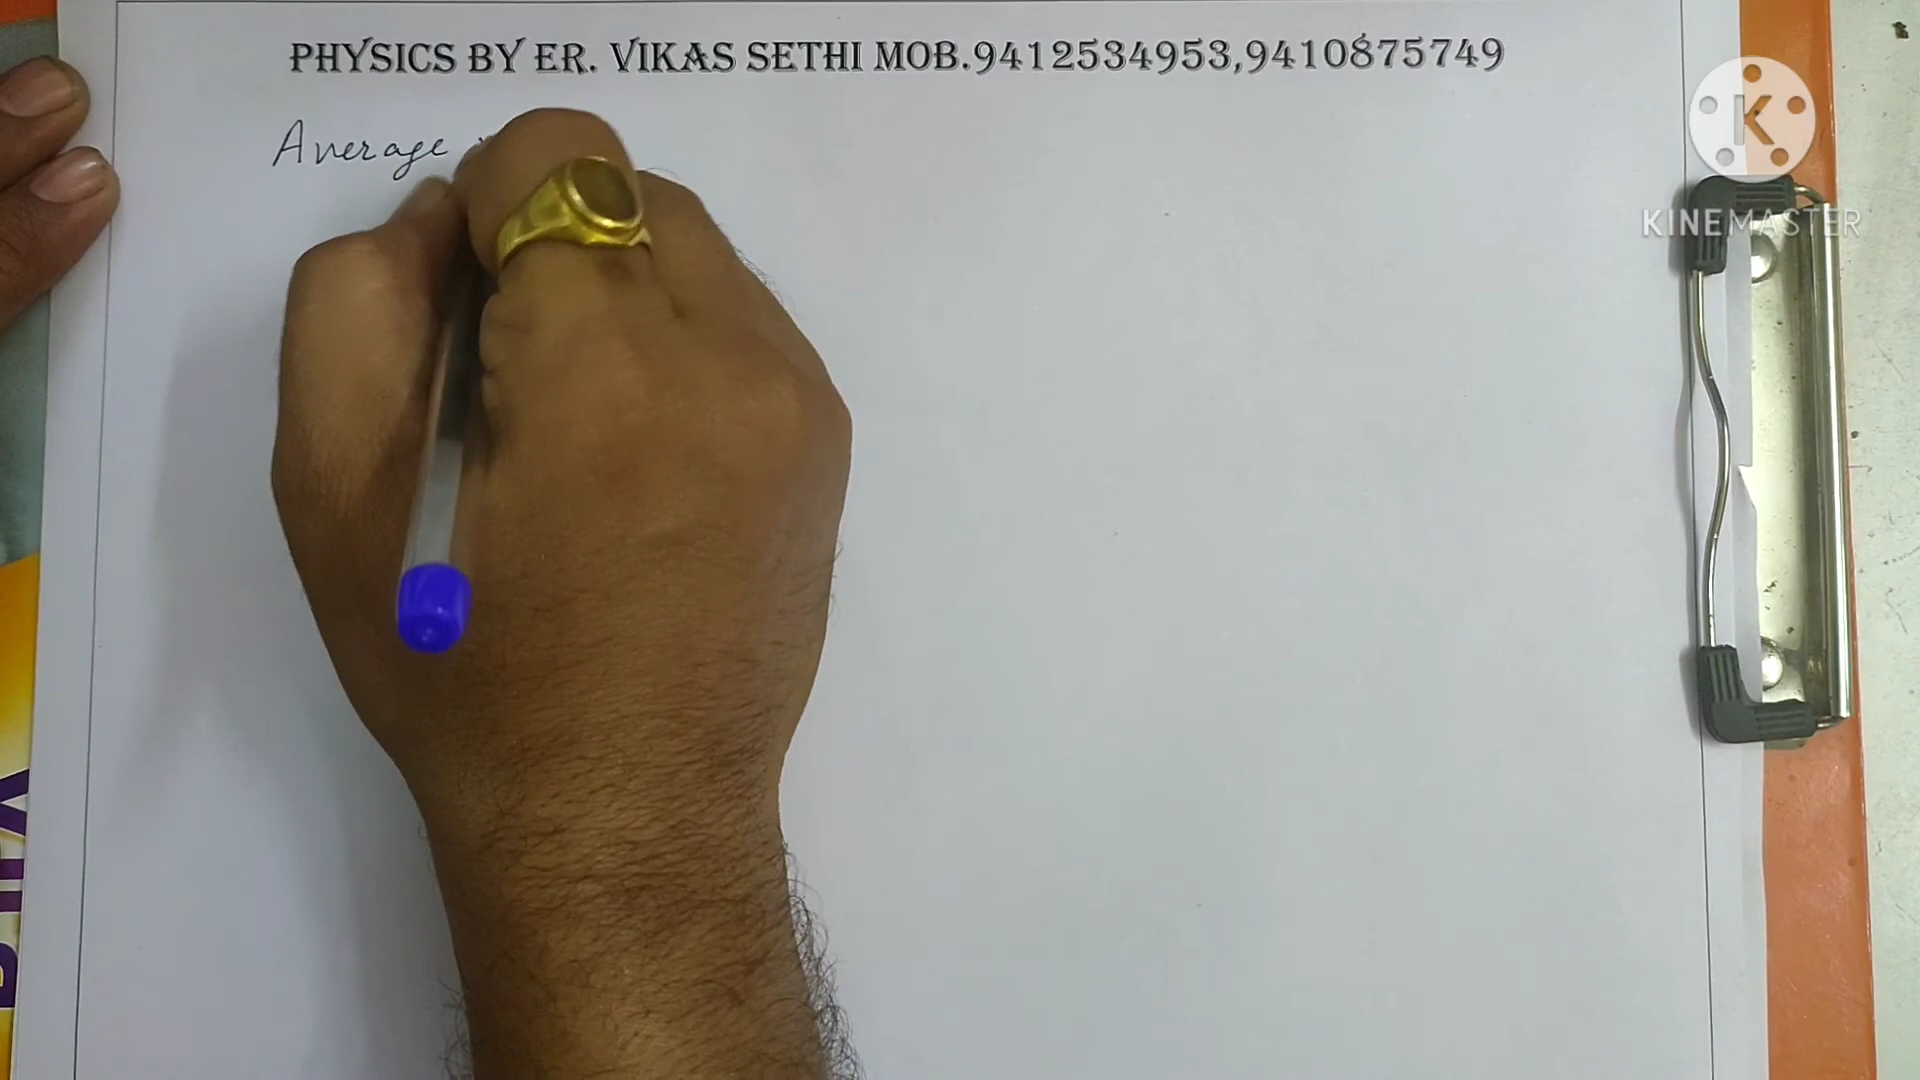 PHYSICS BY ER. VIKAS SETHI MOB.9412534953,9410875749
Average
K
KINEMASTER